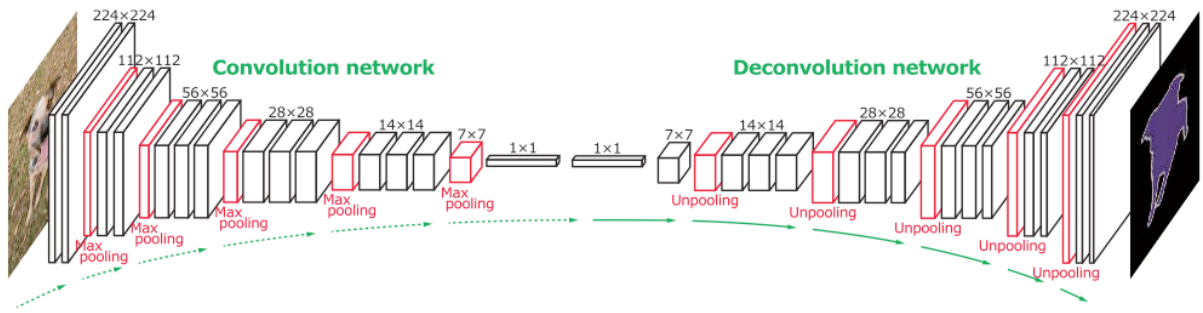 224×224
112×112
Convolution network
56×56
28×28
14×14
7×7
1×1
1×1
7×7
14×14
Deconvolution network
28×28
56×56
112×112
224×224
Max
pooling
Max
pooling
Max
pooling
Max
pooling
Max
pooling
Unpooling
Unpooling
Unpooling
Unpooling
Unpooling